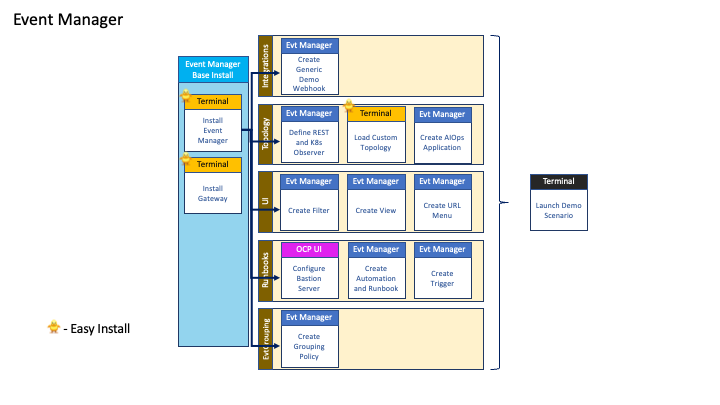 Event Manager
Event Manager
Base Install
Terminal
Install
Event
Manager
Terminal
Install
Gateway
Integrations
Evt Manager
Create
Generic
Demo
Webhook
Topology
Evt Manager
Define REST
and K8s
Observer
Terminal
Load Custom
Topology
Evt Manager
Create AIOps
Application
UI
Evt Manager
Create Filter
Evt Manager
Create View
Evt Manager
Create URL
Menu
Runbooks
OCP UI
Configure
Bastion
Server
Evt Manager
Create
Automation
and Runbook
Evt Manager
Create
Trigger
EvtGrouping
Evt Manager
Create
Grouping
Policy
Terminal
Launch Demo
Scenario
- Easy Install